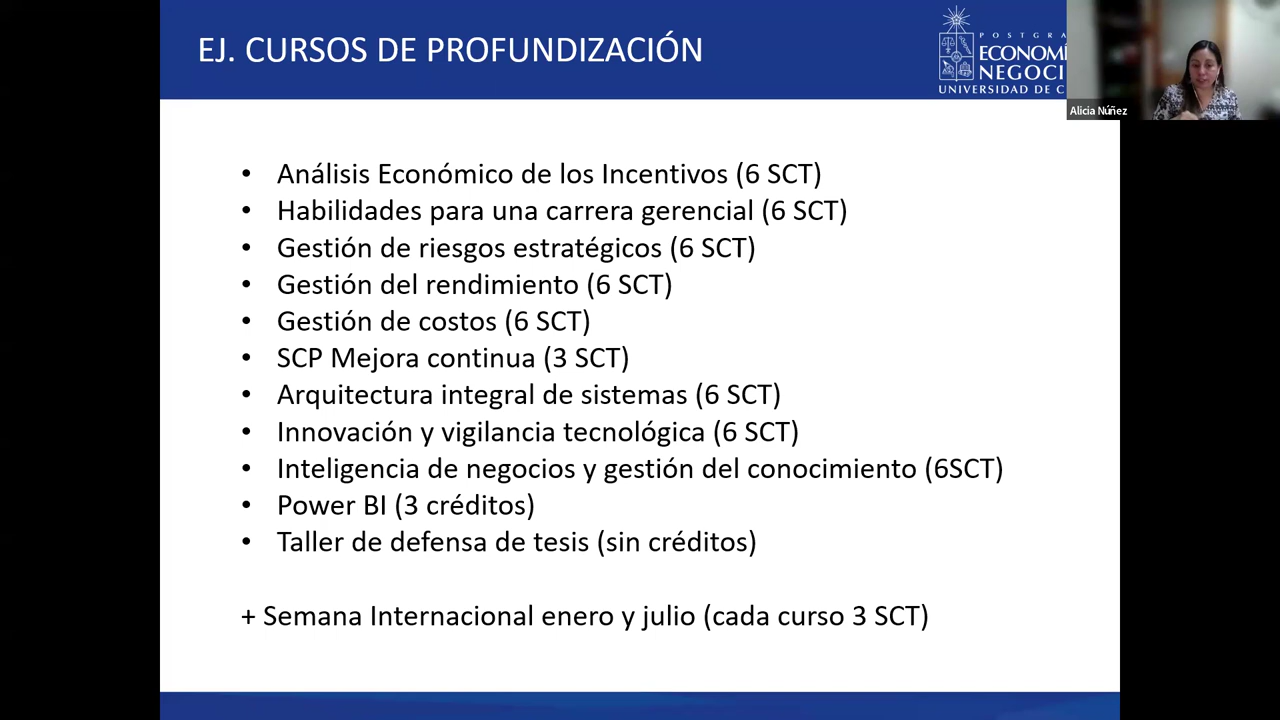 EJ. CURSOS DE PROFUNDIZACIÓN
POSTGRA
ECONOMÍ
NEGOCI
UNIVERSIDAD DE C
Alicia Núñez
• Análisis Económico de los Incentivos (6 SCT)
• Habilidades para una carrera gerencial (6 SCT)
• Gestión de riesgos estratégicos (6 SCT)
• Gestión del rendimiento (6 SCT)
• Gestión de costos (6 SCT)
• SCP Mejora continua (3 SCT)
• Arquitectura integral de sistemas (6 SCT)
• Innovación y vigilancia tecnológica (6 SCT)
• Inteligencia de negocios y gestión del conocimiento (6SCT)
• Power BI (3 créditos)
• Taller de defensa de tesis (sin créditos)
+ Semana Internacional enero y julio (cada curso 3 SCT)